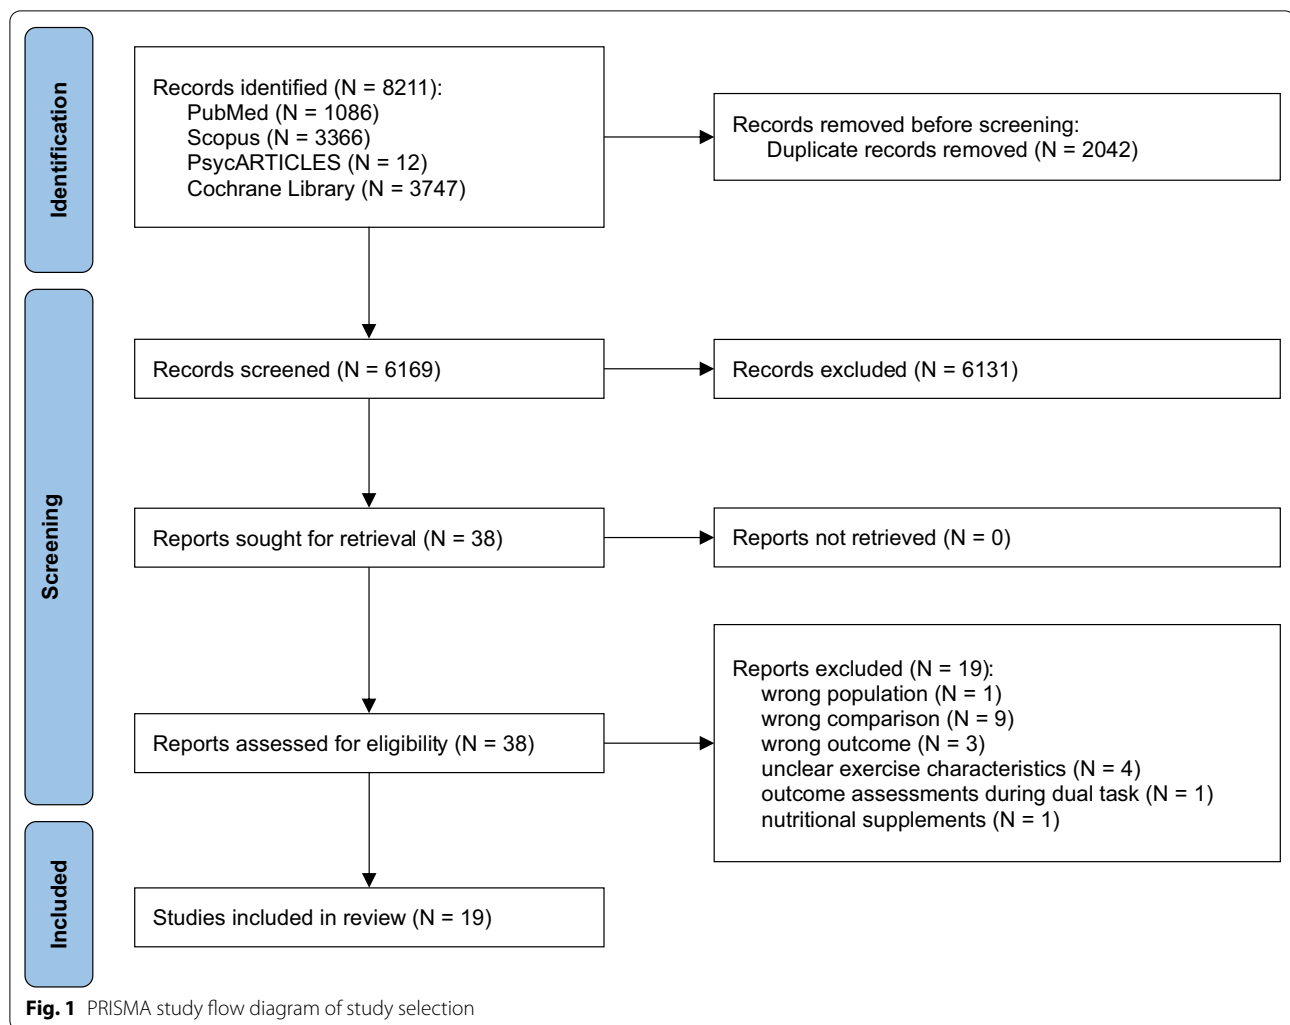 Identification
Records identified (N = 8211):
PubMed (N = 1086)
Scopus (N = 3366)
PsycARTICLES (N = 12)
Cochrane Library (N = 3747)
Records removed before screening:
Duplicate records removed (N = 2042)
Screening
Records screened (N = 6169)
Records excluded (N = 6131)
Reports sought for retrieval (N = 38)
Reports not retrieved (N = 0)
Reports assessed for eligibility (N = 38)
Reports excluded (N = 19):
wrong population (N = 1)
wrong comparison (N = 9)
wrong outcome (N = 3)
unclear exercise characteristics (N = 4)
outcome assessments during dual task (N = 1)
nutritional supplements (N = 1)
Included
Studies included in review (N = 19)
Fig. 1 PRISMA study flow diagram of study selection